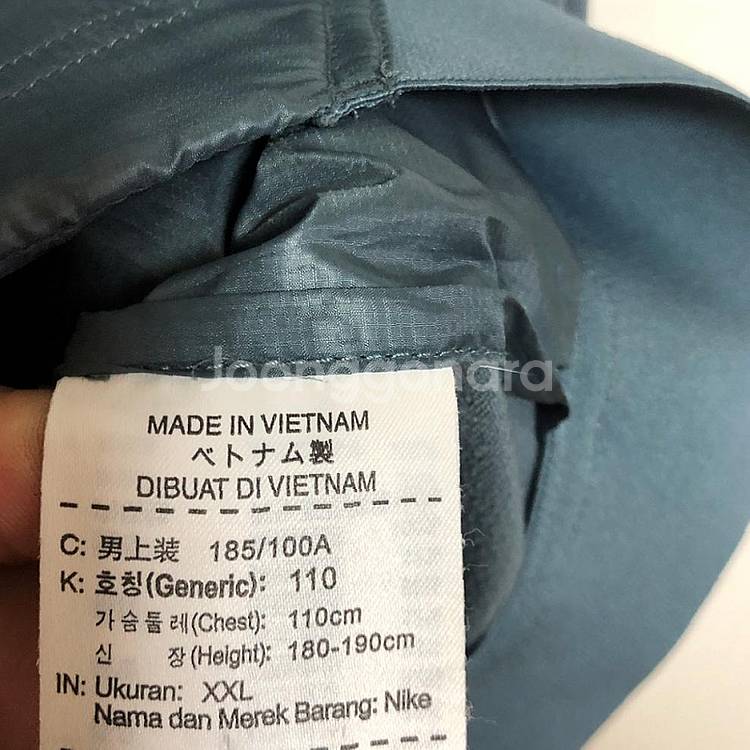 Joonggonara
MADE IN VIETNAM
ベトナム製
DIBUAT DI VIETNAM
C: 男上装 185/100A
K: 호칭(Generic): 110
가슴둘레(Chest): 110cm
신 장(Height): 180-190cm
IN: Ukuran: XXL
Nama dan Merek Barang: Nike